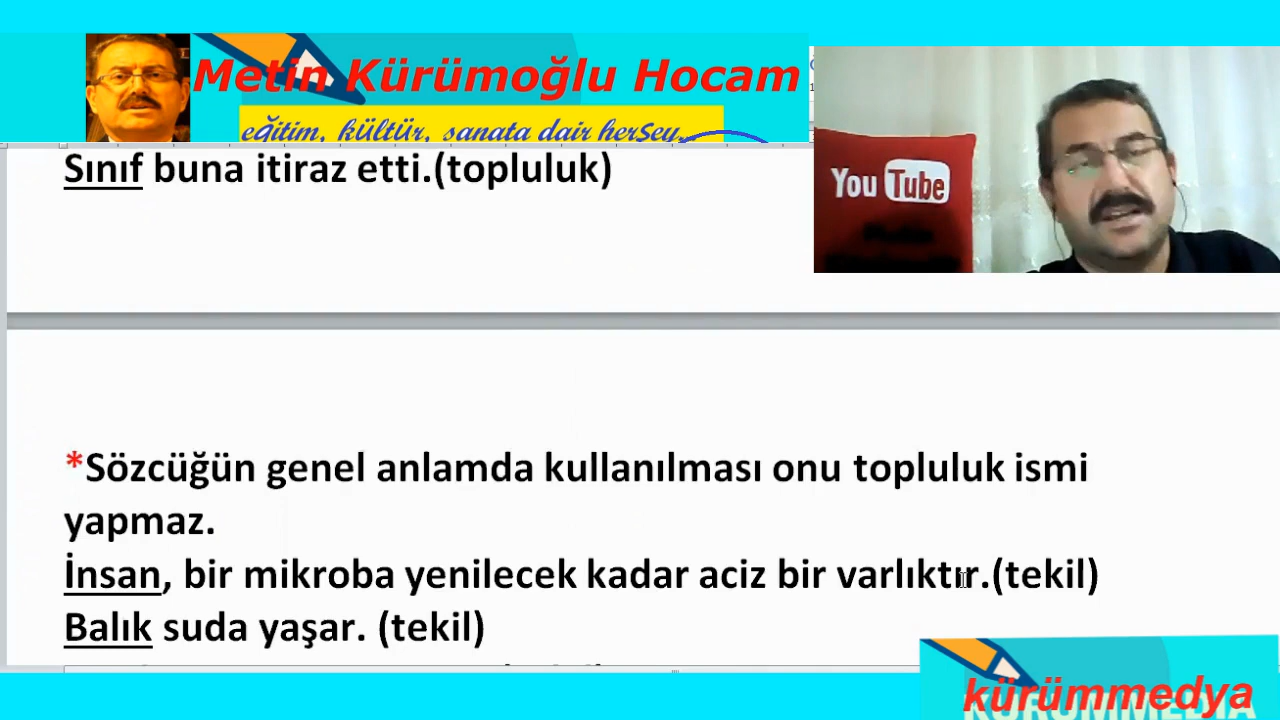 Metin Kürümoğlu Hocam
eğitim, kültür, sanata dair herşey..
You Tube
Sınıf buna itiraz etti.(topluluk)
*Sözcüğün genel anlamda kullanılması onu topluluk ismi
yapmaz.
İnsan, bir mikroba yenilecek kadar aciz bir varlıktır.(tekil)
Balık suda yaşar. (tekil)
kürümmedya